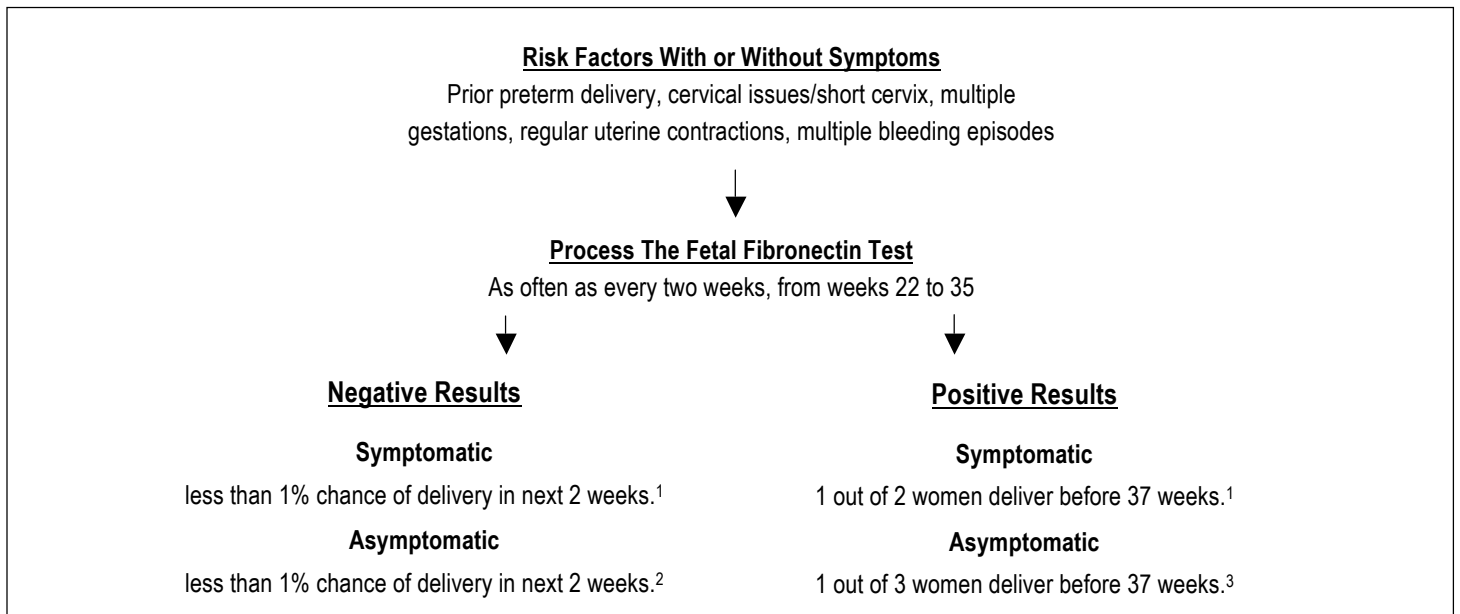 Risk Factors With or Without Symptoms
Prior preterm delivery, cervical issues/short cervix, multiple
gestations, regular uterine contractions, multiple bleeding episodes
Process The Fetal Fibronectin Test
As often as every two weeks, from weeks 22 to 35
Negative Results
Symptomatic
less than 1% chance of delivery in next 2 weeks.¹
Asymptomatic
less than 1% chance of delivery in next 2 weeks.²
Positive Results
Symptomatic
1 out of 2 women deliver before 37 weeks.¹
Asymptomatic
1 out of 3 women deliver before 37 weeks.³